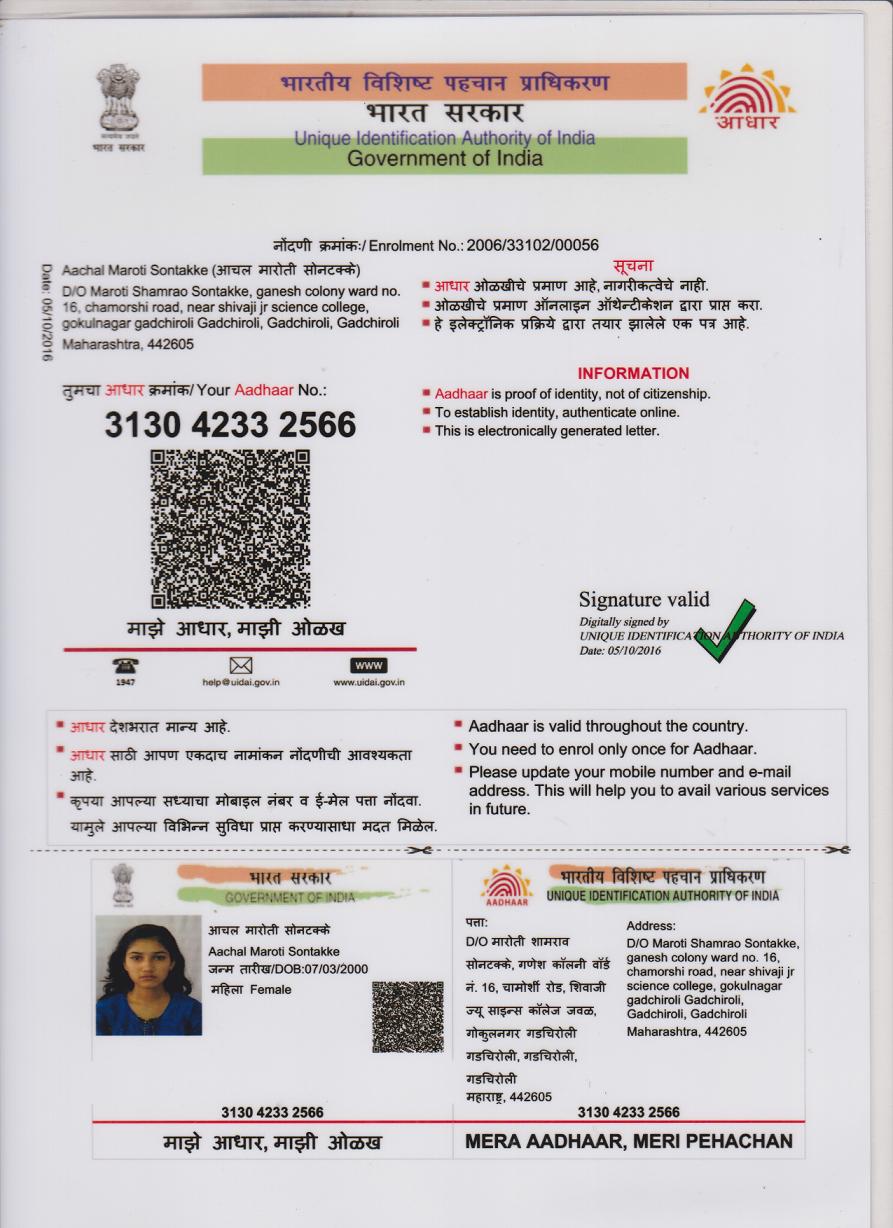 भारतीय विशिष्ट पहचान प्राधिकरण
भारत सरकार
Unique Identification Authority of India
Government of India
सत्यमेव जयते
भारत सरकार
आधार
नोंदणी क्रमांकः/ Enrolment No.: 2006/33102/00056
Date: 05/10/2016
Aachal Maroti Sontakke (आचल मारोती सोनटक्के)
D/O Maroti Shamrao Sontakke, ganesh colony ward no.
16, chamorshi road, near shivaji jr science college,
gokulnagar gadchiroli Gadchiroli, Gadchiroli, Gadchiroli
Maharashtra, 442605
सूचना
आधार ओळखीचे प्रमाण आहे, नागरीकत्वेचे नाही.
ओळखीचे प्रमाण ऑनलाइन ऑथेन्टीकेशन द्वारा प्राप्त करा.
हे इलेक्ट्रॉनिक प्रक्रिये द्वारा तयार झालेले एक पत्र आहे.
तुमचा आधार क्रमांक/ Your Aadhaar No.:
3130 4233 2566
माझे आधार, माझी ओळख
1947
help@uidai.gov.in
www
www.uidai.gov.in
INFORMATION
Aadhaar is proof of identity, not of citizenship.
To establish identity, authenticate online.
This is electronically generated letter.
Signature valid
Digitally signed by
UNIQUE IDENTIFICATION AUTHORITY OF INDIA
Date: 05/10/2016
आधार देशभरात मान्य आहे.
आधार साठी आपण एकदाच नामांकन नोंदणीची आवश्यकता
आहे.
कृपया आपल्या सध्याचा मोबाइल नंबर व ई-मेल पत्ता नोंदवा.
यामुले आपल्या विभिन्न सुविधा प्राप्त करण्यासाधा मदत मिळेल.
Aadhaar is valid throughout the country.
You need to enrol only once for Aadhaar.
Please update your mobile number and e-mail
address. This will help you to avail various services
in future.
भारत सरकार
GOVERNMENT OF INDIA
आचल मारोती सोनटक्के
Aachal Maroti Sontakke
जन्म तारीख/DOB:07/03/2000
महिला Female
3130 4233 2566
माझे आधार, माझी ओळख
AADHAAR
भारतीय विशिष्ट पहचान प्राधिकरण
UNIQUE IDENTIFICATION AUTHORITY OF INDIA
पत्ता:
D/O मारोती शामराव
सोनटक्के, गणेश कॉलनी वॉर्ड
नं. 16, चामोर्शी रोड, शिवाजी
ज्यू साइन्स कॉलेज जवळ,
गोकुलनगर गडचिरोली
गडचिरोली, गडचिरोली,
गडचिरोली
महाराष्ट्र, 442605
Address:
D/O Maroti Shamrao Sontakke,
ganesh colony ward no. 16,
chamorshi road, near shivaji jr
science college, gokulnagar
gadchiroli Gadchiroli,
Gadchiroli, Gadchiroli
Maharashtra, 442605
3130 4233 2566
MERA AADHAAR, MERI PEHACHAN